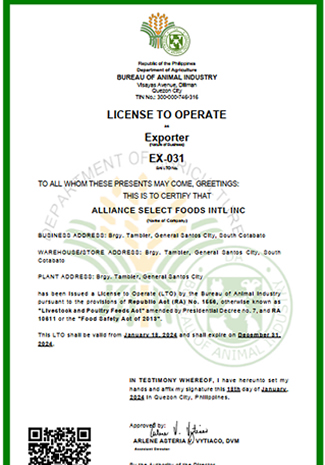 Republic of the Philippines
Department of Agriculture
BUREAU OF ANIMAL INDUSTRY
Visayas Avenue, Diliman
Quezon City
TIN No.: 000-000-746-316
LICENSE TO OPERATE
as
Exporter
(Nature of Business)
EX-031
BAI LTO No.
TO ALL WHOM THESE PRESENTS MAY COME, GREETINGS:
THIS IS TO CERTIFY THAT
ALLIANCE SELECT FOODS INTL INC
(Name of Company)
BUSINESS ADDRESS: Brgy. Tambler, General Santos City, South Cotabato
WAREHOUSE/STORE ADDRESS: Brgy. Tambler, General Santos City, South
Cotabato
PLANT ADDRESS: Brgy. Tambler, General Santos City
has been issued a License to Operate (LTO) by the Bureau of Animal Industry
pursuant to the provisions of Republic Act (RA) No. 1556, otherwise known as
"Livestock and Poultry Feeds Act" amended by Presidential Decree no. 7, and RA
10611 or the "Food Safety Act of 2013".
This LTO shall be valid from January 18, 2024 and shall expire on December 31,
2024.
IN TESTIMONY WHEREOF, I have hereunto set my
hands and affix my signature this 18th day of January,
2024 in Quezon City, Philippines.
Approved by:
ARLENE ASTERIA V. VYTIACO, DVM
Assistant Director
By the Authority of the Director
DEPARTMENT OF AGRICULTURE